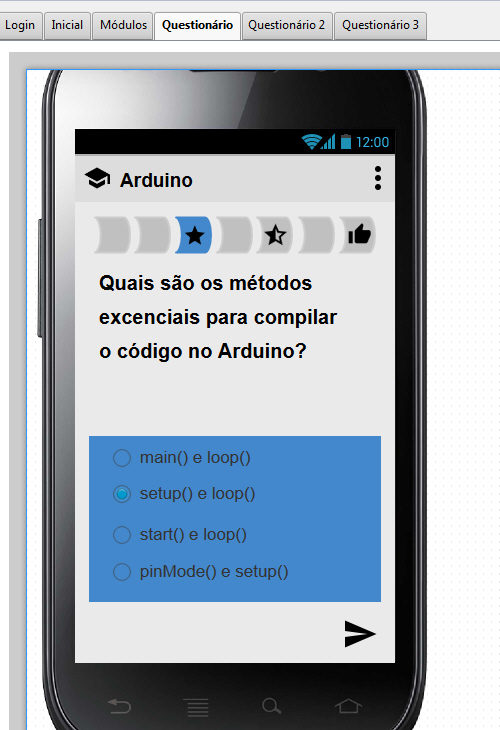 Login Inicial Módulos Questionário Questionário 2 Questionário 3
12:00
Arduino
Quais são os métodos
excenciais para compilar
o código no Arduino?
main() e loop()
setup() e loop()
start() e loop()
pinMode() e setup()